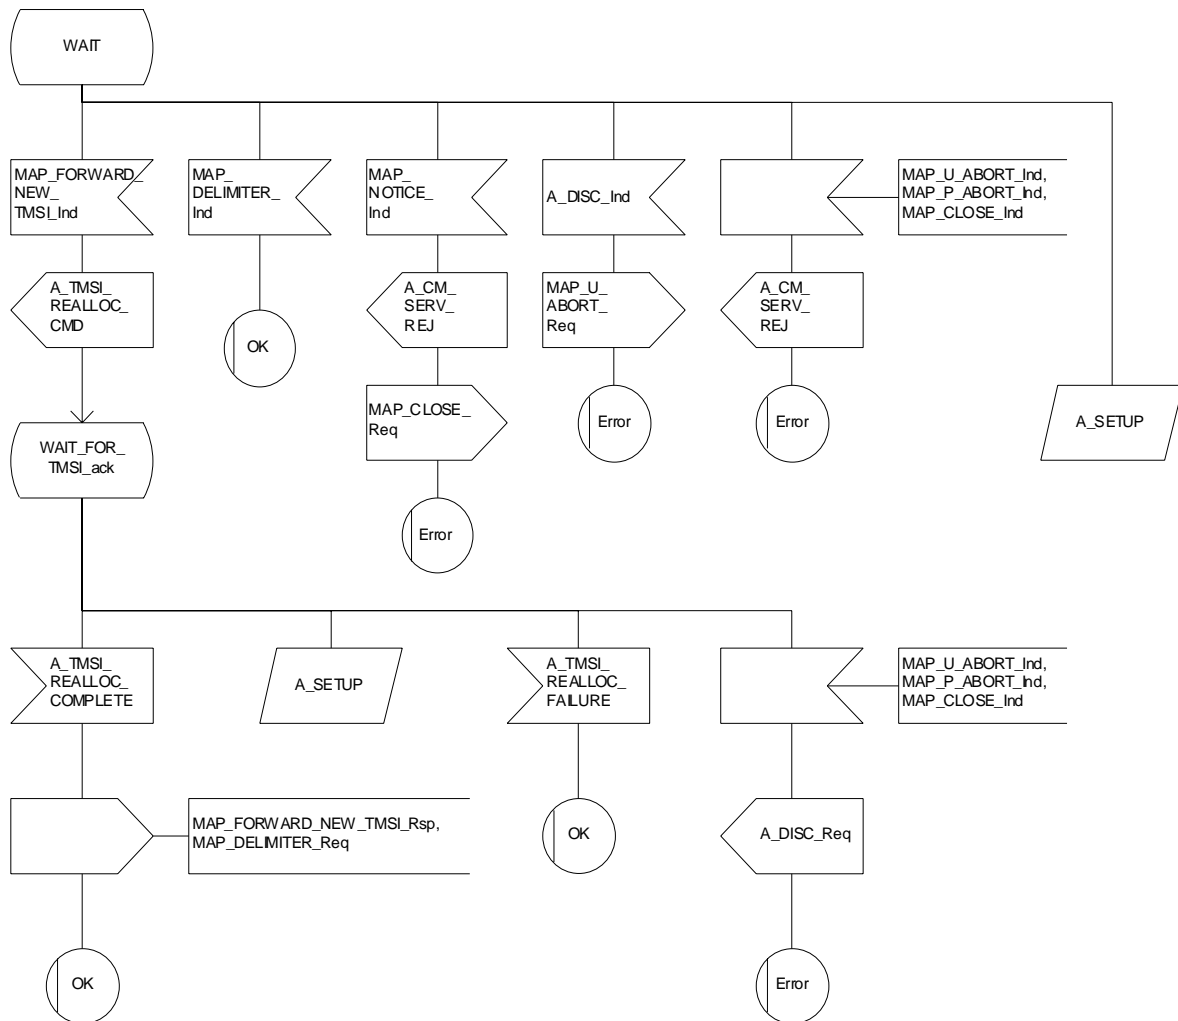 WAIT
MAP_FORWARD_
NEW_
TMSI_Ind
MAP_
DELIMITER_
Ind
MAP_
NOTICE_
Ind
A_DISC_Ind
MAP_U_ABORT_Ind,
MAP_P_ABORT_Ind,
MAP_CLOSE_Ind
A_TMSI_
REALLOC_
CMD
OK
A_CM_
SERV_
REJ
MAP_U_
ABORT_
Req
A_CM_
SERV_
REJ
MAP_CLOSE_
Req
Error
Error
A_SETUP
WAIT_FOR_
TMSI_ack
Error
A_TMSI_
REALLOC_
COMPLETE
A_SETUP
A_TMSI_
REALLOC_
FAILURE
MAP_U_ABORT_Ind,
MAP_P_ABORT_Ind,
MAP_CLOSE_Ind
MAP_FORWARD_NEW_TMSI_Rsp,
MAP_DELIMITER_Req
OK
A_DISC_Req
OK
Error